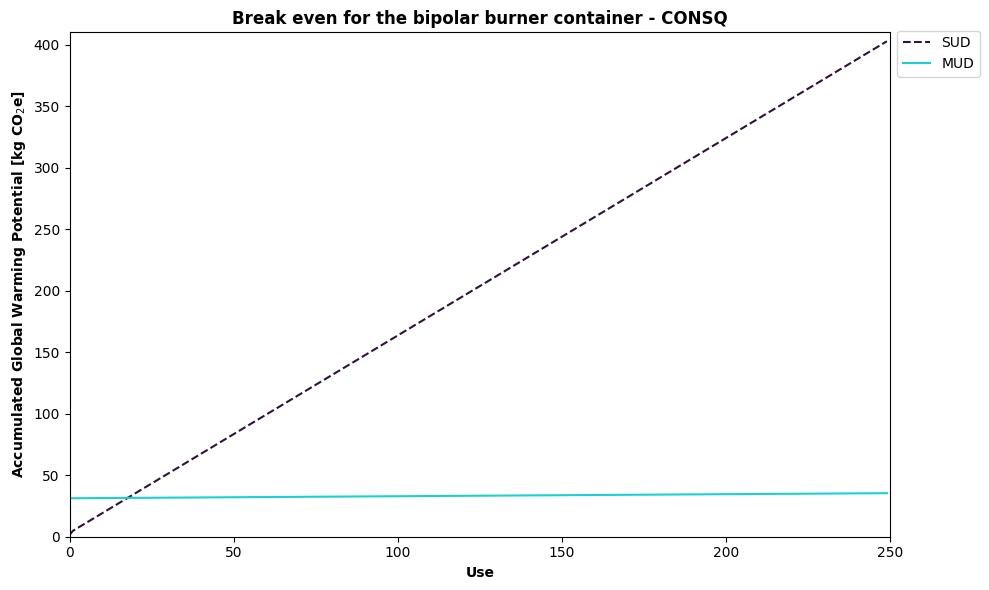 Break even for the bipolar burner container - CONSQ
SUD
MUD
Accumulated Global Warming Potential [kg CO₂e]
400
350
300
250
200
150
100
50
0
0 50 100 150 200 250
Use